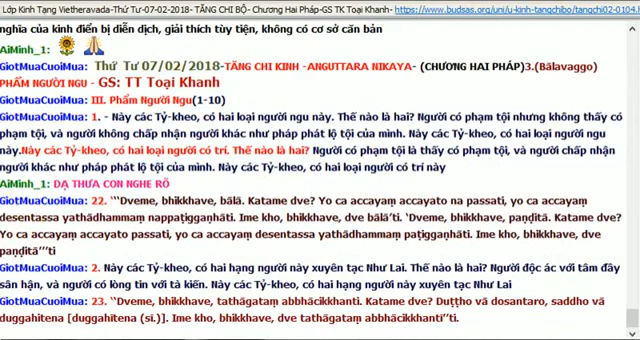 Lớp Kinh Tạng Vietheravada-Thứ Tư-07-02-2018- TĂNG CHI BỘ- Chương Hai Pháp-GS TK Toại Khanh- https://www.budsas.org/uni/u-kinh-tangchibo/tangchi02-0104.h
nghĩa của kinh điển bị diễn dịch, giải thích tùy tiện, không có cơ sở căn bản
AiMinh_1:
GiotMuaCuoiMua: Thứ Tư 07/02/2018-TĂNG CHI KINH -ANGUTTARA NIKAYA- (CHƯƠNG HAI PHÁP)3.(Bālavaggo)
PHẨM NGƯỜI NGU - GS: TT Toại Khanh
GiotMuaCuoiMua: III. Phẩm Người Ngu(1-10)
GiotMuaCuoiMua: 1. - Này các Tỷ-kheo, có hai loại người ngu này. Thế nào là hai? Người có phạm tội nhưng không thấy có
phạm tội, và người không chấp nhận người khác như pháp phát lộ tội của mình. Này các Tỷ-kheo, có hai loại người ngu
này.Này các Tỷ-kheo, có hai loại người có trí. Thế nào là hai? Người có phạm tội là thấy có phạm tội, và người chấp nhận
người khác như pháp phát lộ tội của mình. Này các Tỷ-kheo, có hai loại người có trí này
AiMinh_1: DẠ THƯA CON NGHE RÕ
GiotMuaCuoiMua: 22. ‘‘‘Dveme, bhikkhave, bālā. Katame dve? Yo ca accayaṃ accayato na passati, yo ca accayaṃ
desentassa yathādhammaṃ nappaṭiggaṇhāti. Ime kho, bhikkhave, dve bālā’ti. ‘Dveme, bhikkhave, paṇḍitā. Katame dve?
Yo ca accayaṃ accayato passati, yo ca accayaṃ desentassa yathādhammaṃ paṭiggaṇhāti. Ime kho, bhikkhave, dve
paṇḍitā’’’ti
GiotMuaCuoiMua: 2. Này các Tỷ-kheo, có hai hạng người này xuyên tạc Như Lai. Thế nào là hai? Người độc ác với tâm đầy
sân hận, và người có lòng tin với tà kiến. Này các Tỷ-kheo, có hai hạng người này xuyên tạc Như Lai
GiotMuaCuoiMua: 23. ‘‘Dveme, bhikkhave, tathāgataṃ abbhācikkhanti. Katame dve? Duṭṭho vā dosantaro, saddho vā
duggahitena [duggahitena (sī.)]. Ime kho, bhikkhave, dve tathāgataṃ abbhācikkhantī’’ti.